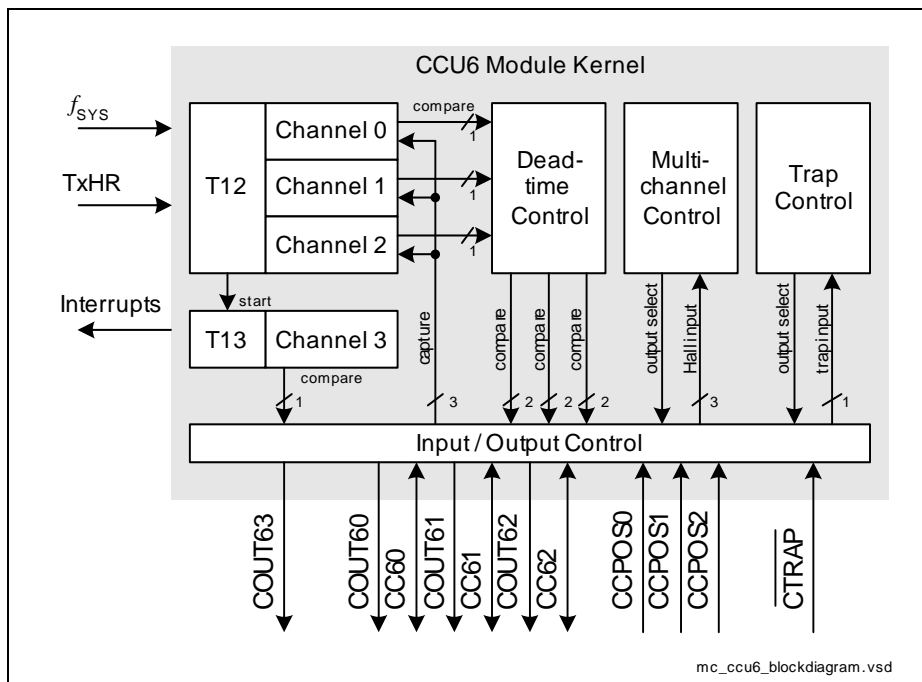 CCU6 Module Kernel
fSYS
TxHR
Interrupts
T12
Channel 0
Channel 1
Channel 2
compare
1
1
1
Dead-
time
Control
Multi-
channel
Control
Trap
Control
start
T13
Channel 3
compare
1
capture
3
compare
2
compare
2
compare
2
output select
Hall input
3
output select
trap input
1
Input / Output Control
COUT63
COUT60
CC60
COUT61
CC61
COUT62
CC62
CCPOS0
CCPOS1
CCPOS2
CTRAP
mc_ccu6_blockdiagram.vsd